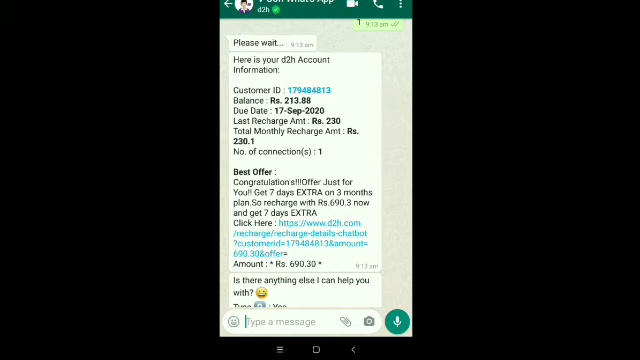 d2h
1
9:13 am
Please wait...
9:13 am
Here is your d2h Account
Information:
Customer ID : 179484813
Balance : Rs. 213.88
Due Date : 17-Sep-2020
Last Recharge Amt : Rs. 230
Total Monthly Recharge Amt : Rs.
230.1
No. of connection(s) : 1
Best Offer :
Congratulation's!!!Offer Just for
You!! Get 7 days EXTRA on 3 months
plan.So recharge with Rs.690.3 now
and get 7 days EXTRA
Click Here : https://www.d2h.com
/recharge/recharge-details-chatbot
?customerid=179484813&amount=
690.30&offer=
Amount : * Rs. 690.30 *
9:13 am
Is there anything else I can help you
with? 😄
Type
: Yes
Type a message